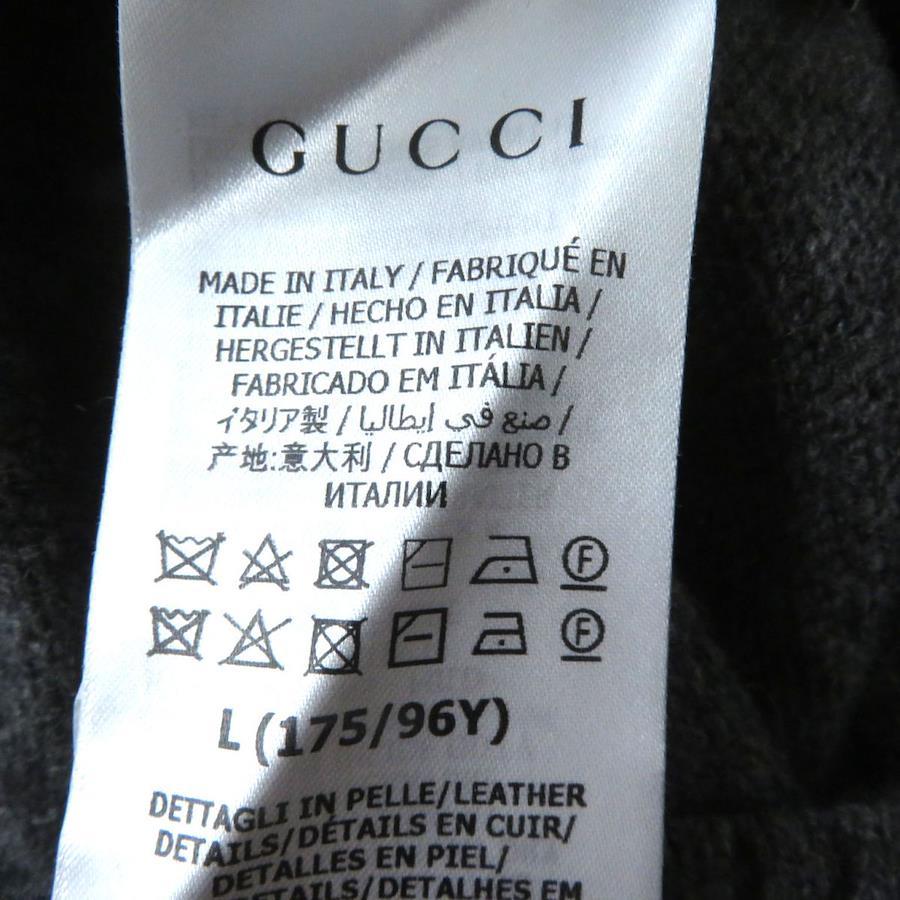 GUCCI
MADE IN ITALY / FABRIQUÉ EN
ITALIE / HECHO EN ITALIA /
HERGESTELLT IN ITALIEN /
FABRICADO EM ITÁLIA /
イタリア製 / صنع في إيطاليا /
产地:意大利 / СДЕЛАНО В
ИТАЛИИ
F
F
L (175/96Y)
DETTAGLI IN PELLE/LEATHER
DETAILS/DÉTAILS EN CUIR/
DETALLES EN PIEL/
DETAILS/DETALHES EM